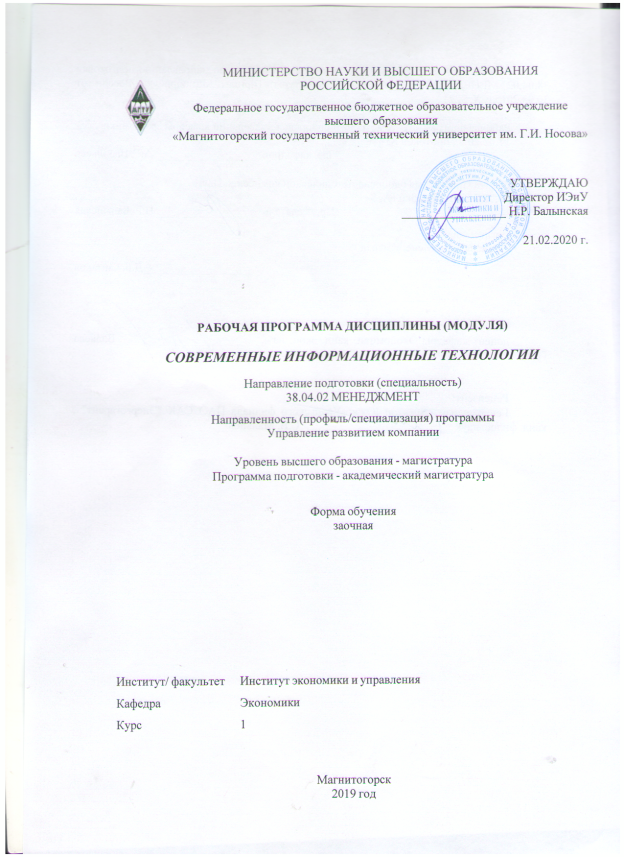 МИНИСТЕРСТВО НАУКИ И ВЫСШЕГО ОБРАЗОВАНИЯ
РОССИЙСКОЙ ФЕДЕРАЦИИ
Федеральное государственное бюджетное образовательное учреждение
высшего образования
«Магнитогорский государственный технический университет им. Г.И. Носова»
УТВЕРЖДАЮ
Директор ИЭиУ
Н.Р. Балынская
21.02.2020 г.
РАБОЧАЯ ПРОГРАММА ДИСЦИПЛИНЫ (МОДУЛЯ)
СОВРЕМЕННЫЕ ИНФОРМАЦИОННЫЕ ТЕХНОЛОГИИ
Направление подготовки (специальность)
38.04.02 МЕНЕДЖМЕНТ
Направленность (профиль/специализация) программы
Управление развитием компании
Уровень высшего образования - магистратура
Программа подготовки - академический магистратура
Форма обучения
заочная
Институт/ факультет Институт экономики и управления
Кафедра Экономики
Курс 1
Магнитогорск
2019 год